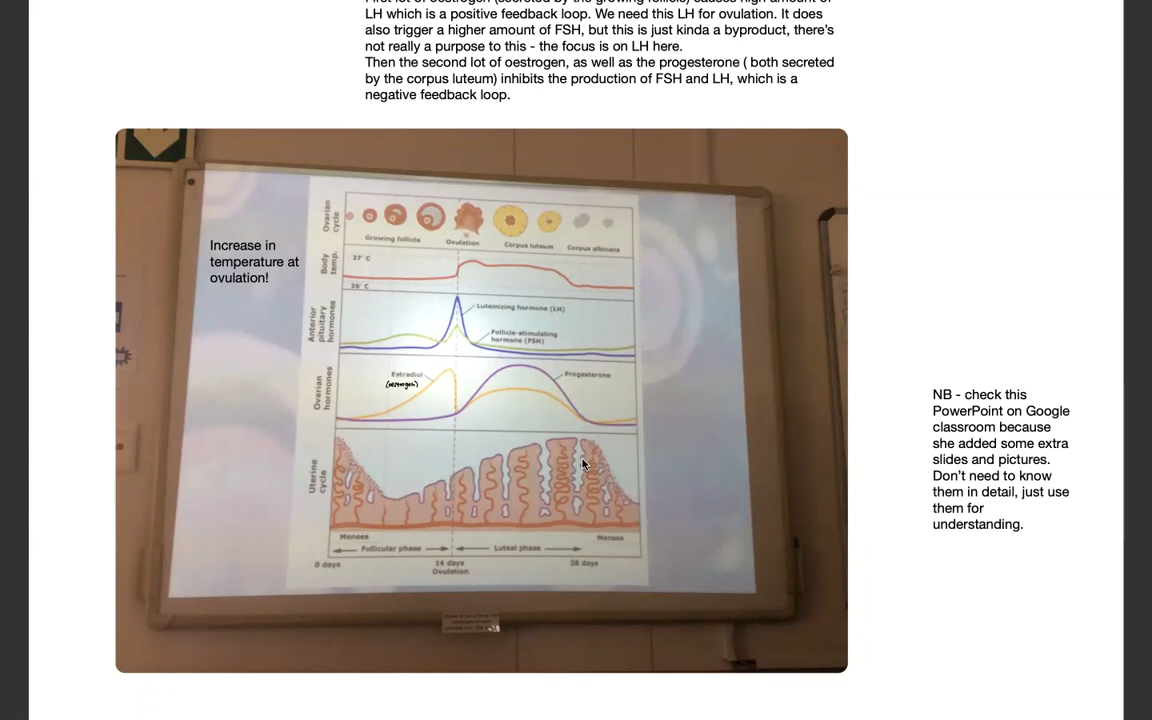 LH which is a positive feedback loop. We need this LH for ovulation. It does
also trigger a higher amount of FSH, but this is just kinda a byproduct, there's
not really a purpose to this - the focus is on LH here.
Then the second lot of oestrogen, as well as the progesterone ( both secreted
by the corpus luteum) inhibits the production of FSH and LH, which is a
negative feedback loop.
Increase in
temperature at
ovulation!
Ovarian
cycle
Growing follicle
Ovulation
Corpus luteum
Corpus albicans
Body
temp.
37° C
36° C
Anterior
pituitary
hormones
Luteinizing hormone (LH)
Follicle-stimulating
hormone (FSH)
Ovarian
hormones
Estradiol
(oestrogen)
Progesterone
Uterine
cycle
Menses
Menses
Follicular phase
Luteal phase
0 days
14 days
Ovulation
28 days
NB - check this
PowerPoint on Google
classroom because
she added some extra
slides and pictures.
Don't need to know
them in detail, just use
them for
understanding.